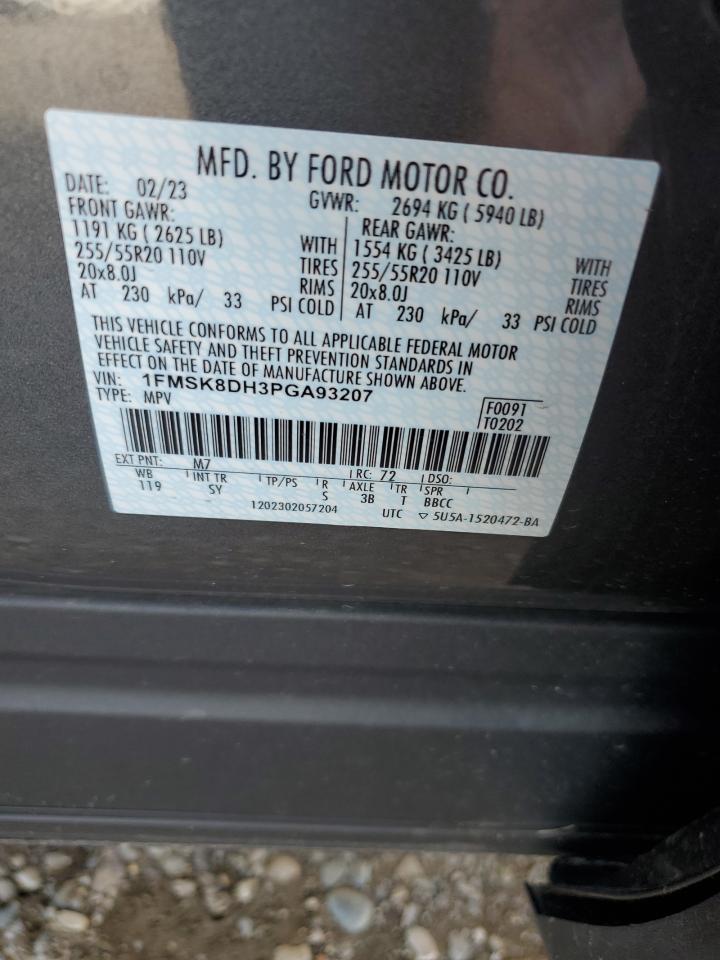 MFD. BY FORD MOTOR CO.
DATE: 02/23 GVWR: 2694 KG ( 5940 LB)
FRONT GAWR: REAR GAWR:
1191 KG ( 2625 LB) WITH 1554 KG ( 3425 LB) WITH
255/55R20 110V TIRES 255/55R20 110V TIRES
20x8.0J RIMS 20x8.0J RIMS
AT 230 kPa/ 33 PSI COLD AT 230 kPa/ 33 PSI COLD
THIS VEHICLE CONFORMS TO ALL APPLICABLE FEDERAL MOTOR
VEHICLE SAFETY AND THEFT PREVENTION STANDARDS IN
EFFECT ON THE DATE OF MANUFACTURE SHOWN ABOVE.
VIN: 1FMSK8DH3PGA93207
TYPE: MPV
F0091
T0202
EXT PNT: M7 RC: 72 DSO:
WB INT TR TP/PS R AXLE TR SPR
119 SY S 3B T BBCC
1202302057204 UTC ▽ 5U5A-1520472-BA